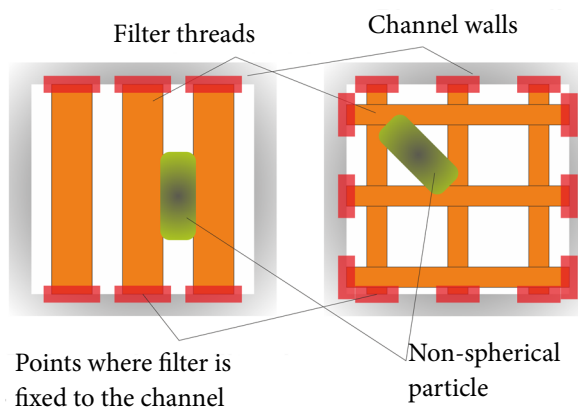 Filter threads
Channel walls
Points where filter is
fixed to the channel
Non-spherical
particle